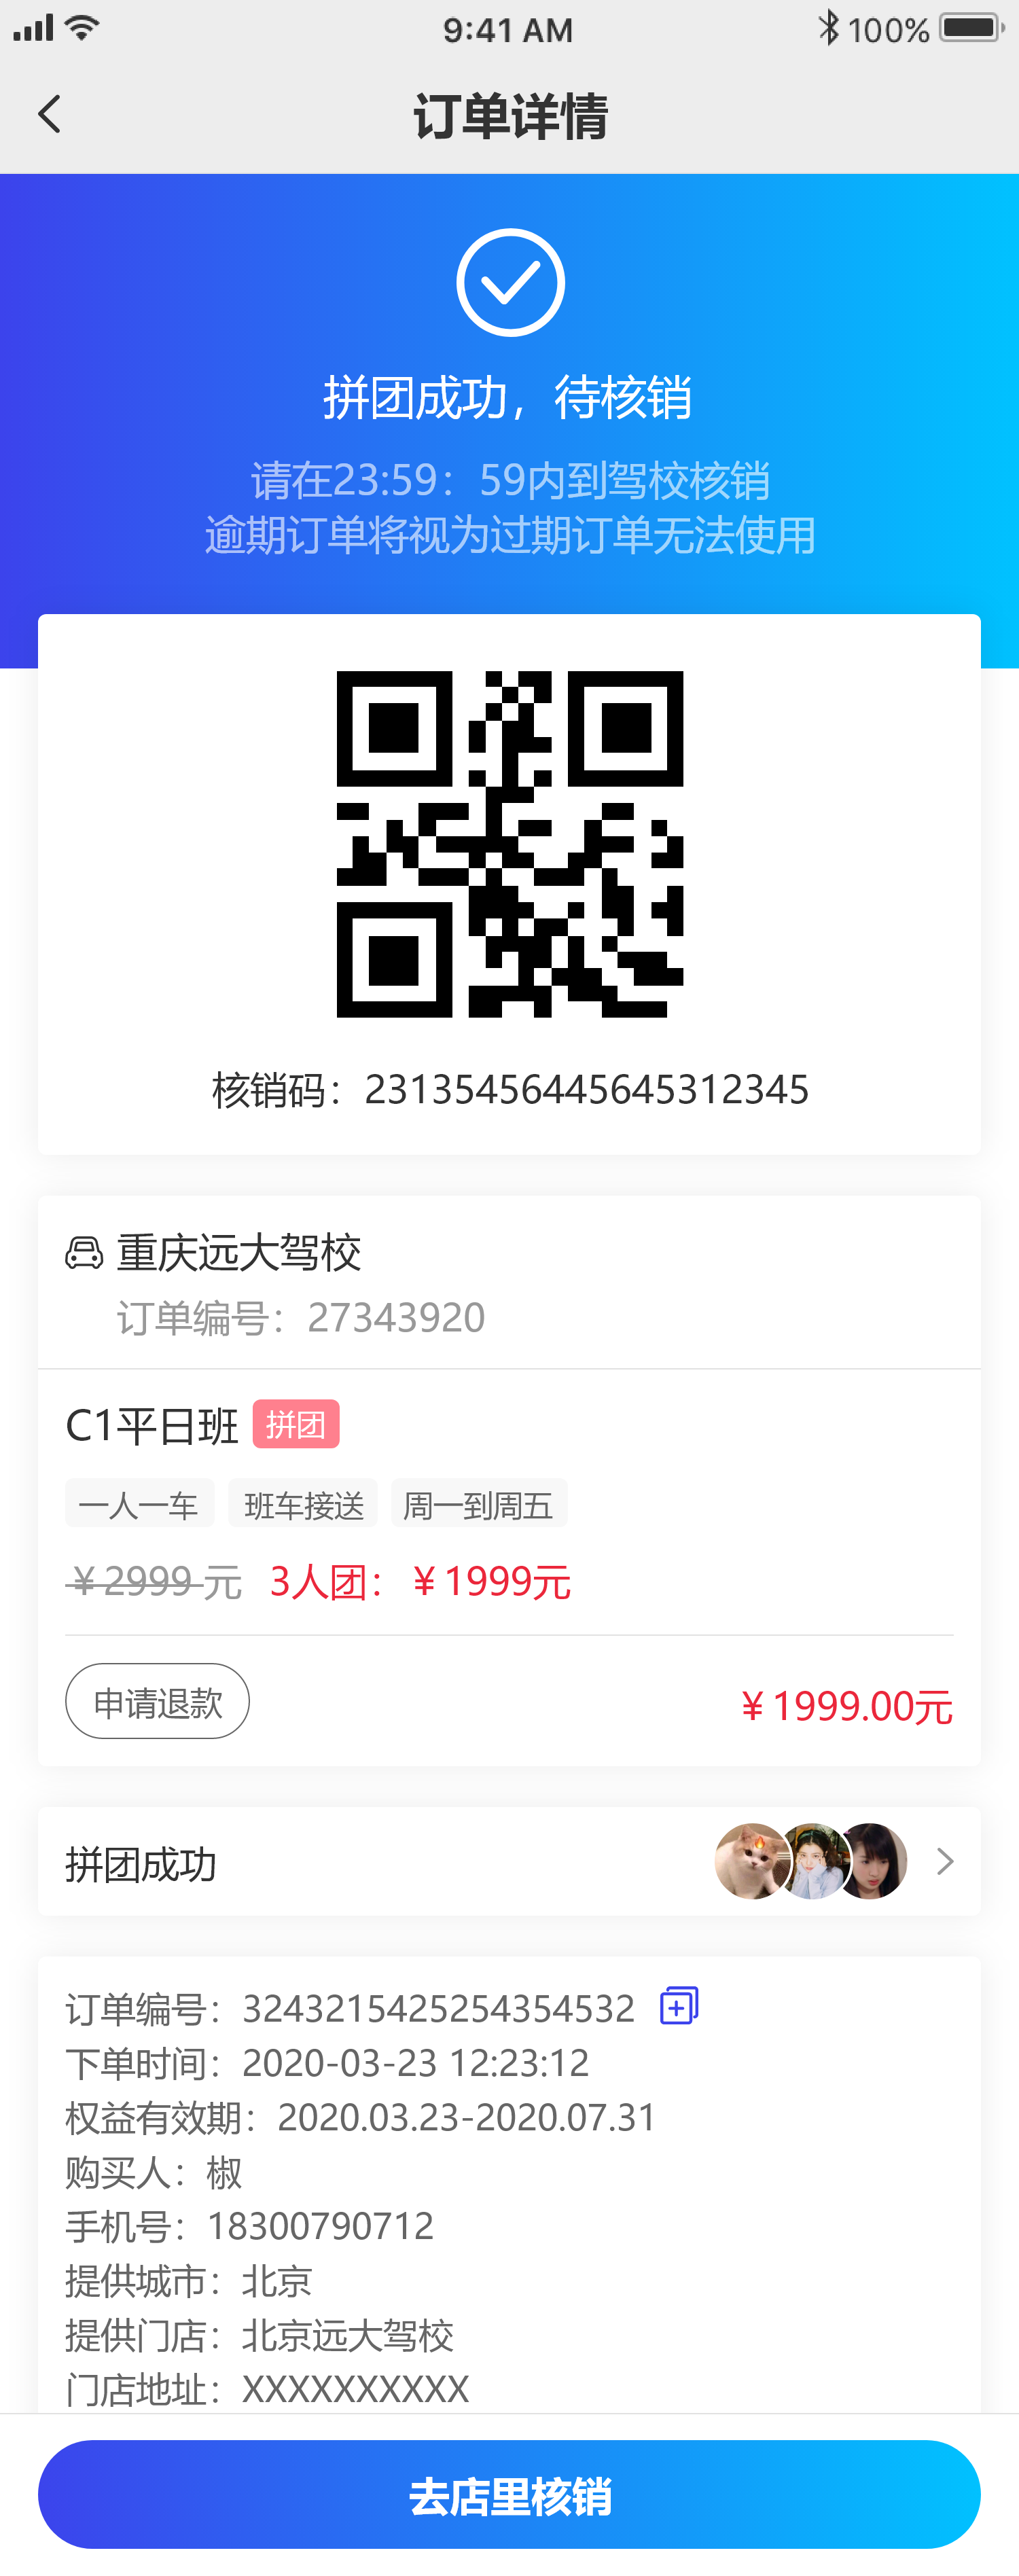 9:41 AM
100%
订单详情
拼团成功，待核销
请在23:59：59内到驾校核销
逾期订单将视为过期订单无法使用
核销码：23135456445645312345
重庆远大驾校
订单编号：27343920
C1平日班 拼团
一人一车 班车接送 周一到周五
￥2999元 3人团：￥1999元
申请退款 ￥1999.00元
拼团成功
订单编号：3243215425254354532
下单时间：2020-03-23 12:23:12
权益有效期：2020.03.23-2020.07.31
购买人：椒
手机号：18300790712
提供城市：北京
提供门店：北京远大驾校
门店地址：XXXXXXXXXX
去店里核销